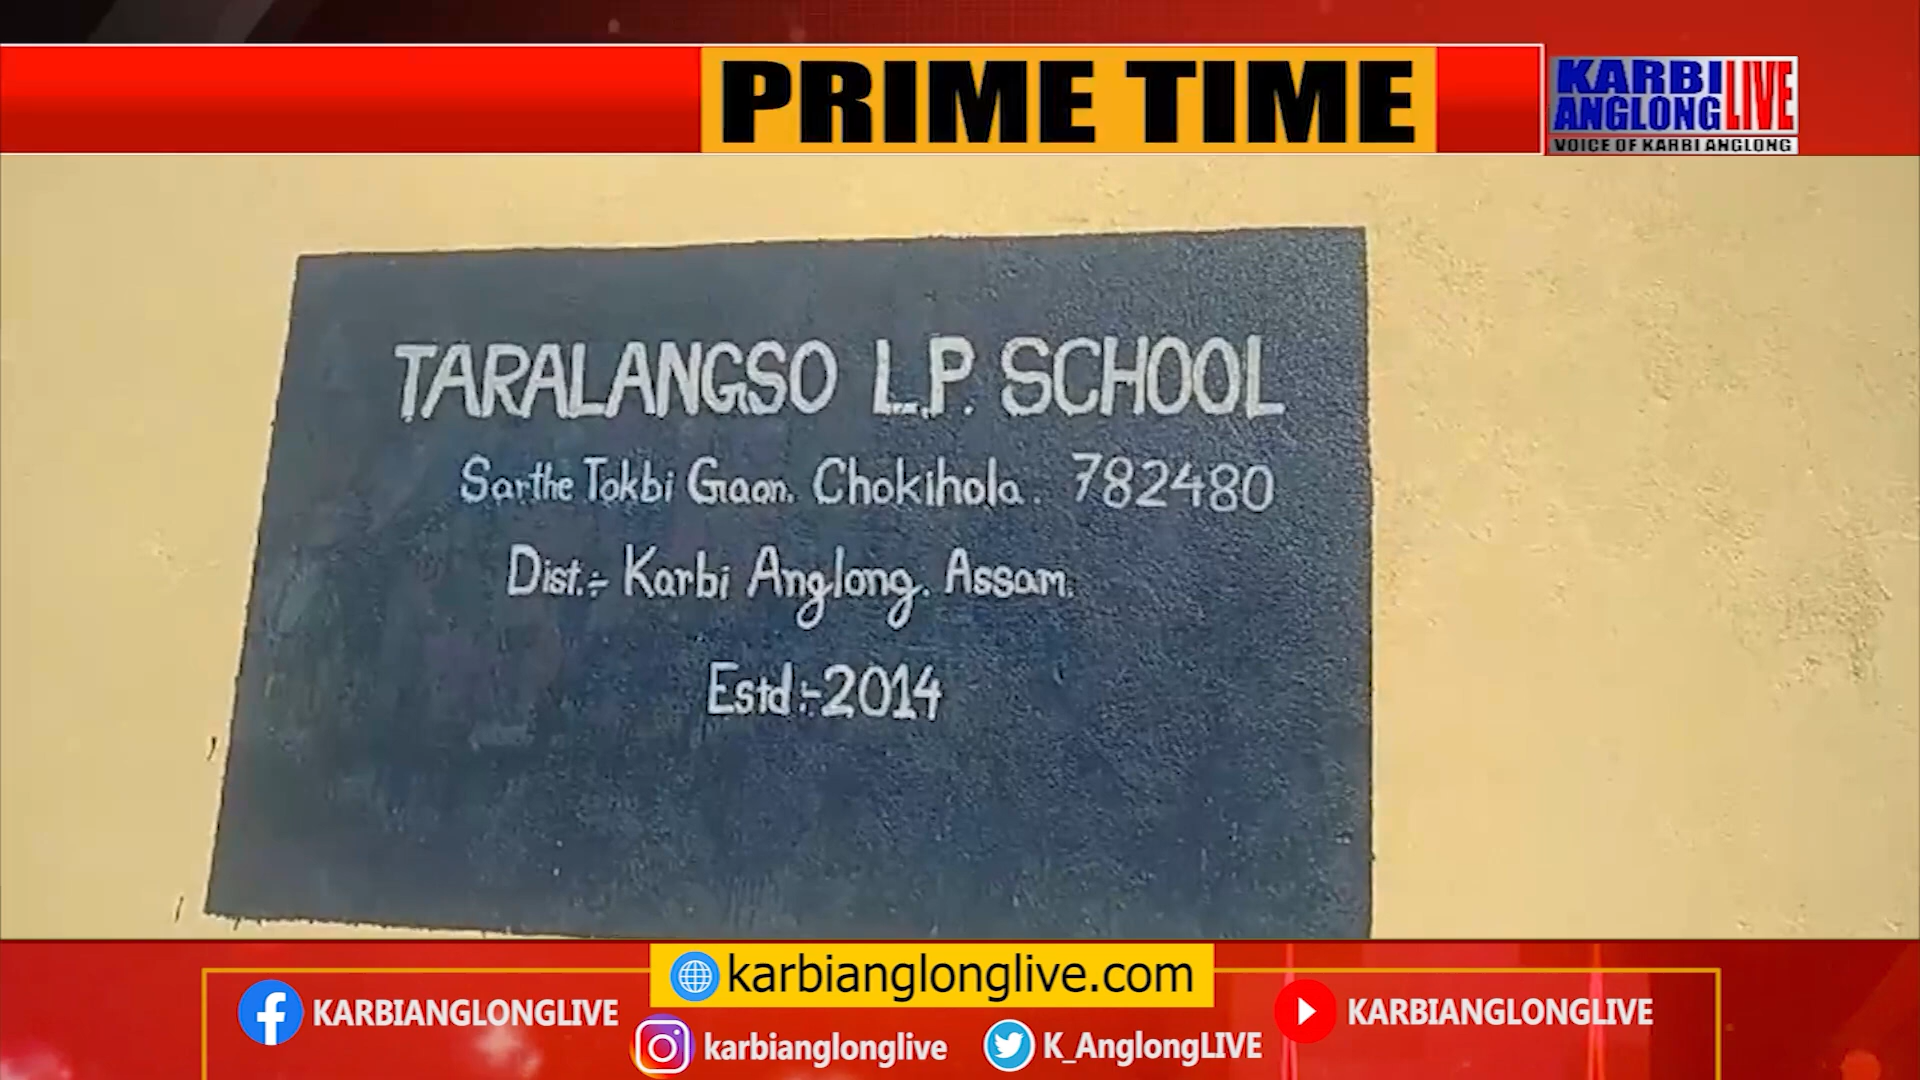 PRIME TIME
KARBI
ANGLONG LIVE
VOICE OF KARBI ANGLONG
TARALANGSO L.P. SCHOOL
Sarthe Tokbi Gaon. Chokihola. 782480
Dist.:- Karbi Anglong. Assam.
Estd:-2014
karbianglonglive.com
KARBIANGLONGLIVE
karbianglonglive
K_AnglongLIVE
KARBIANGLONGLIVE